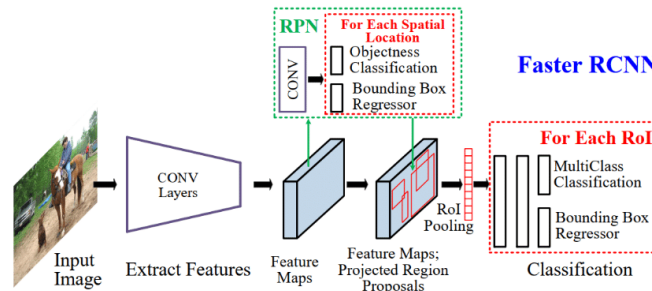 RPN
For Each Spatial
Location
CONV
Objectness
Classification
Bounding Box
Regressor
Faster RCNN
CONV
Layers
For Each RoI
MultiClass
Classification
Bounding Box
Regressor
RoI
Pooling
Input
Image
Extract Features
Feature
Maps
Feature Maps;
Projected Region
Proposals
Classification